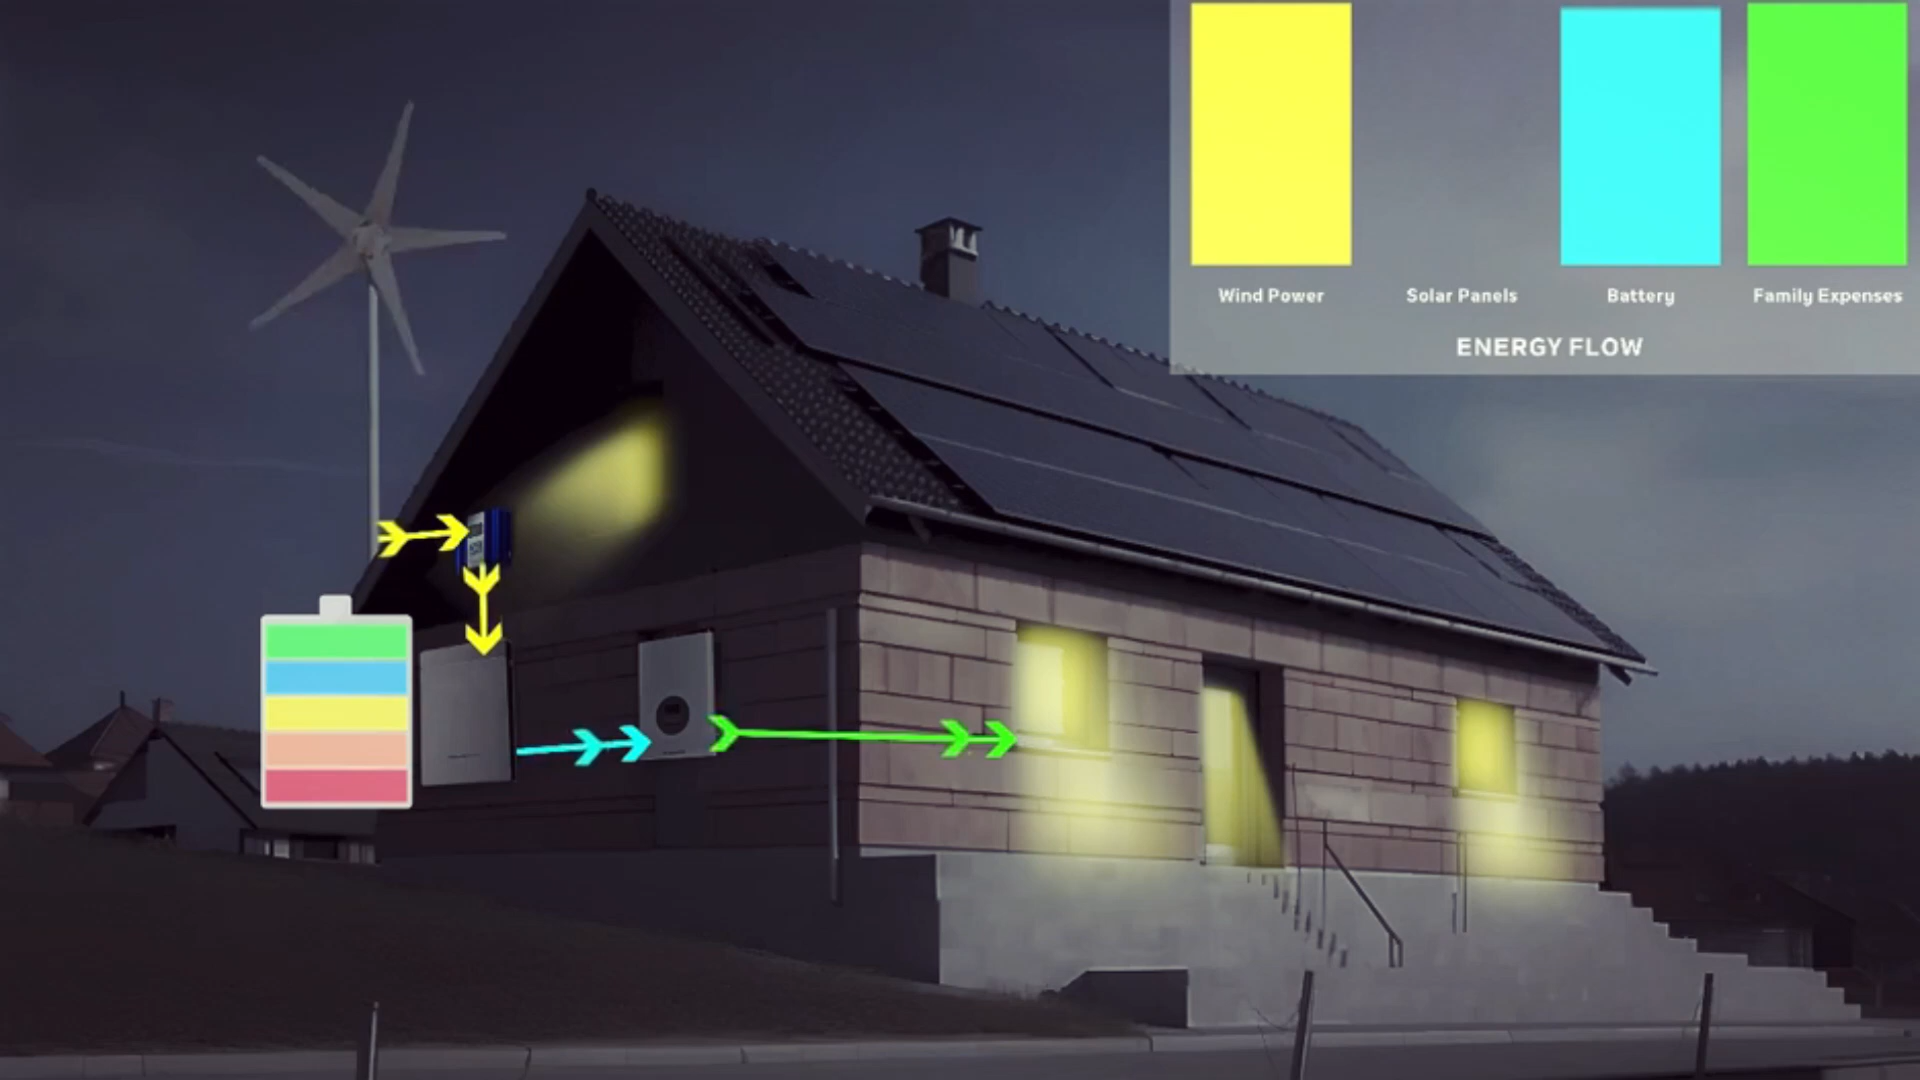 Wind Power
Solar Panels
Battery
Family Expenses
ENERGY FLOW